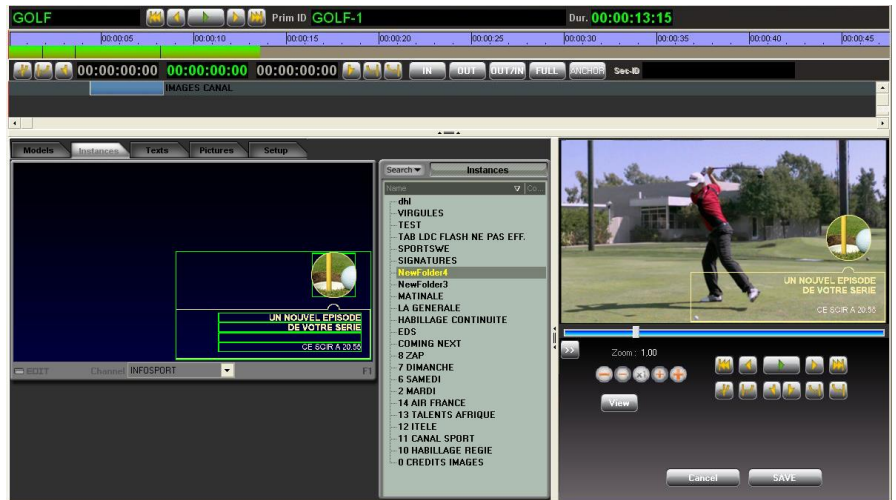 GOLF Prim ID GOLF-1 Dur. 00:00:13:15
00:00:05 00:00:10 00:00:15 00:00:20 00:00:25 00:00:30 00:00:35 00:00:40 00:00:45
00:00:00:00 00:00:00:00 00:00:00:00 IN OUT OUT/IN FULL ANCHOR Sec-ID
IMAGES CANAL
Models Instances Texts Pictures Setup
UN NOUVEL EPISODE
DE VOTRE SERIE
CE SOIR A 20:55
EDIT Channel INFOSPORT F1
Search Instances
Name Co...
dhl
VIRGULES
TEST
TAB LDC FLASH NE PAS EFF.
SPORTSWE
SIGNATURES
NewFolder4
NewFolder3
MATINALE
LA GENERALE
HABILLAGE CONTINUITE
EDS
COMING NEXT
8 ZAP
7 DIMANCHE
6 SAMEDI
2 MARDI
14 AIR FRANCE
13 TALENTS AFRIQUE
12 ITELE
11 CANAL SPORT
10 HABILLAGE REGIE
0 CREDITS IMAGES
UN NOUVEL EPISODE
DE VOTRE SERIE
CE SOIR A 20:55
>> Zoom : 1,00
x1
View
Cancel SAVE